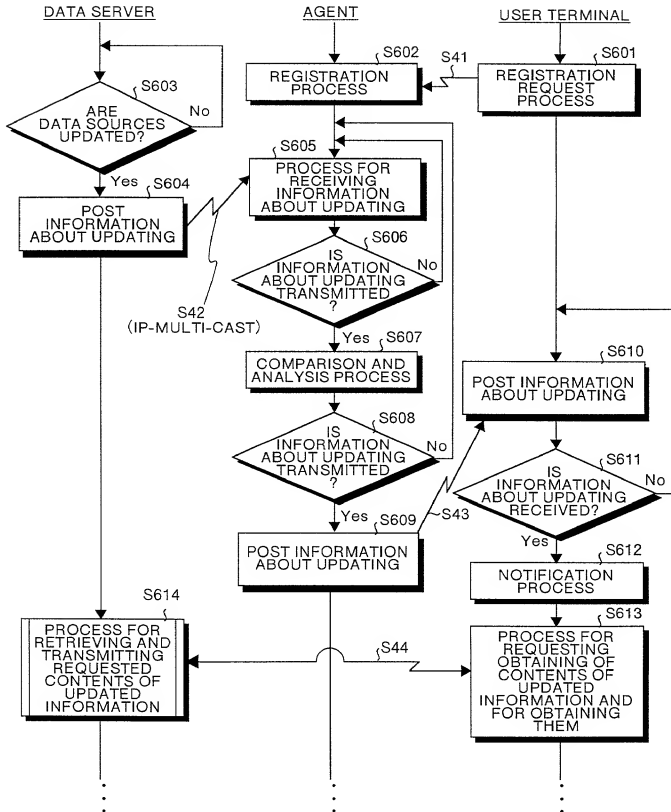 DATA SERVER
AGENT
USER TERMINAL
S602
REGISTRATION
PROCESS
S41
S601
REGISTRATION
REQUEST
PROCESS
S603
ARE
DATA SOURCES
UPDATED?
No
Yes
S604
POST
INFORMATION
ABOUT UPDATING
S605
PROCESS FOR
RECEIVING
INFORMATION
ABOUT UPDATING
S42
(IP-MULTI-CAST)
S606
IS
INFORMATION
ABOUT UPDATING
TRANSMITTED
?
No
Yes
S607
COMPARISON AND
ANALYSIS PROCESS
S608
IS
INFORMATION
ABOUT UPDATING
TRANSMITTED
?
No
Yes
S609
POST INFORMATION
ABOUT UPDATING
S43
S610
POST INFORMATION
ABOUT UPDATING
S611
IS
INFORMATION
ABOUT UPDATING
RECEIVED?
No
Yes
S612
NOTIFICATION
PROCESS
S613
PROCESS FOR
REQUESTING
OBTAINING OF
CONTENTS OF
UPDATED
INFORMATION AND
FOR OBTAINING
THEM
S44
S614
PROCESS FOR
RETRIEVING AND
TRANSMITTING
REQUESTED
CONTENTS OF
UPDATED
INFORMATION